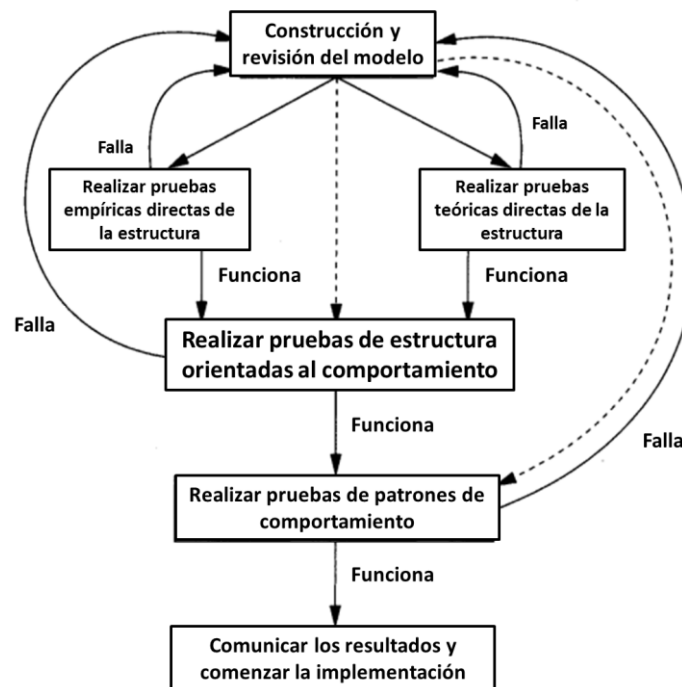 Construcción y
revisión del modelo
Falla
Falla
Realizar pruebas
empíricas directas de
la estructura
Realizar pruebas
teóricas directas de la
estructura
Funciona
Funciona
Falla
Realizar pruebas de estructura
orientadas al comportamiento
Funciona
Falla
Realizar pruebas de patrones de
comportamiento
Funciona
Comunicar los resultados y
comenzar la implementación